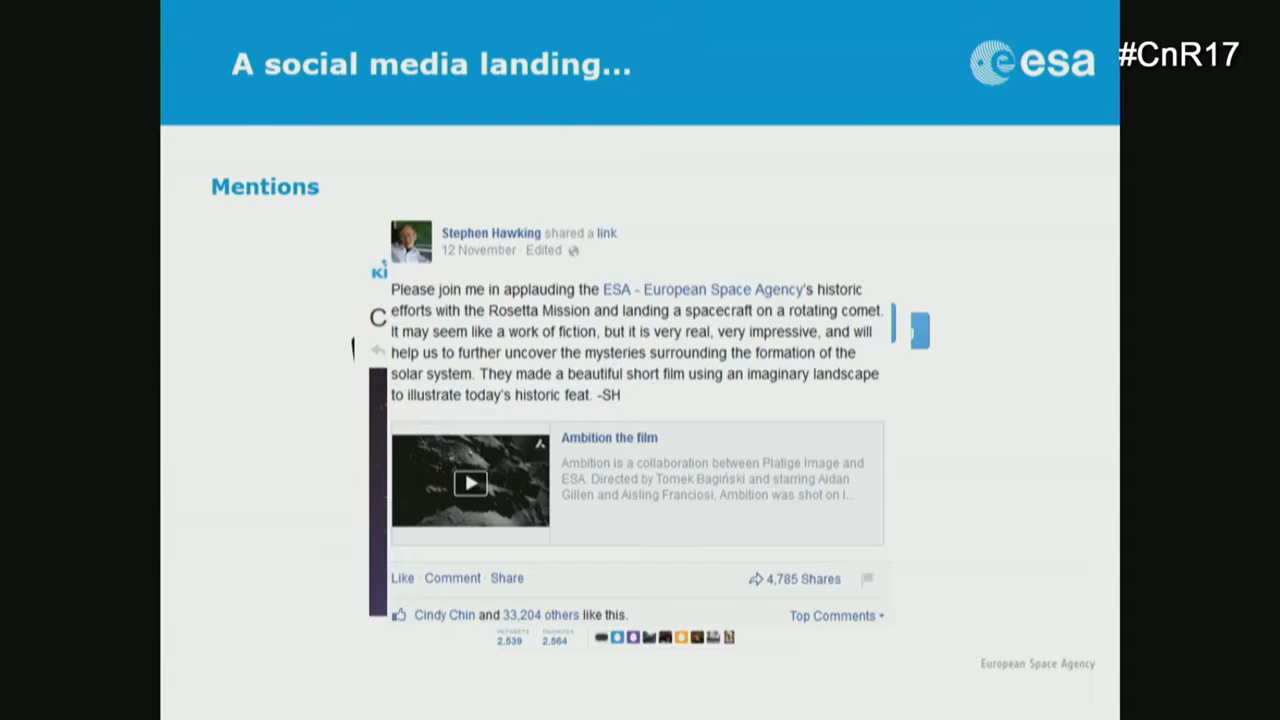 A social media landing...
esa
#CnR17
Mentions
Stephen Hawking shared a link
12 November · Edited
Ki
C
Please join me in applauding the ESA - European Space Agency's historic
efforts with the Rosetta Mission and landing a spacecraft on a rotating comet.
It may seem like a work of fiction, but it is very real, very impressive, and will
help us to further uncover the mysteries surrounding the formation of the
solar system. They made a beautiful short film using an imaginary landscape
to illustrate today's historic feat. -SH
Ambition the film
Ambition is a collaboration between Platige Image and
ESA. Directed by Tomek Bagiński and starring Aidan
Gillen and Aisling Franciosi, Ambition was shot on l...
Like · Comment · Share
4,785 Shares
Cindy Chin and 33,204 others like this.
Top Comments
RETWEETS FAVORITES
2,539 2,564
European Space Agency